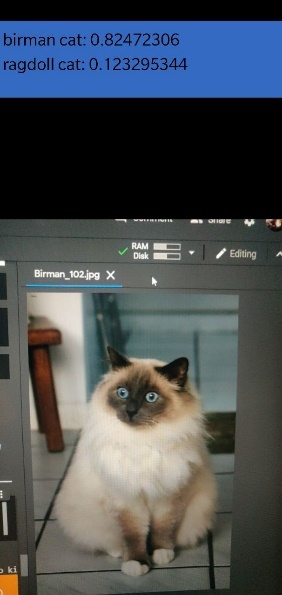 birman cat: 0.82472306
ragdoll cat: 0.123295344
Comment
Share
RAM
Disk
Editing
Birman_102.jpg